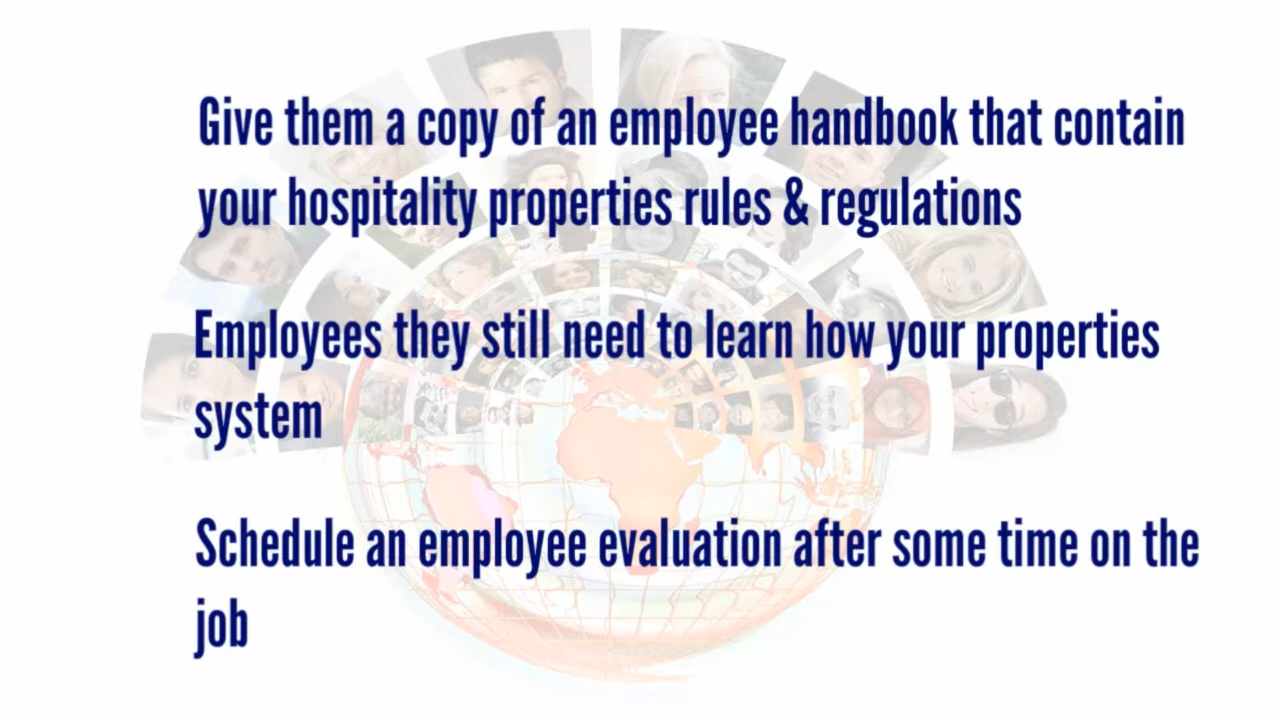 Give them a copy of an employee handbook that contain
your hospitality properties rules & regulations
Employees they still need to learn how your properties
system
Schedule an employee evaluation after some time on the
job